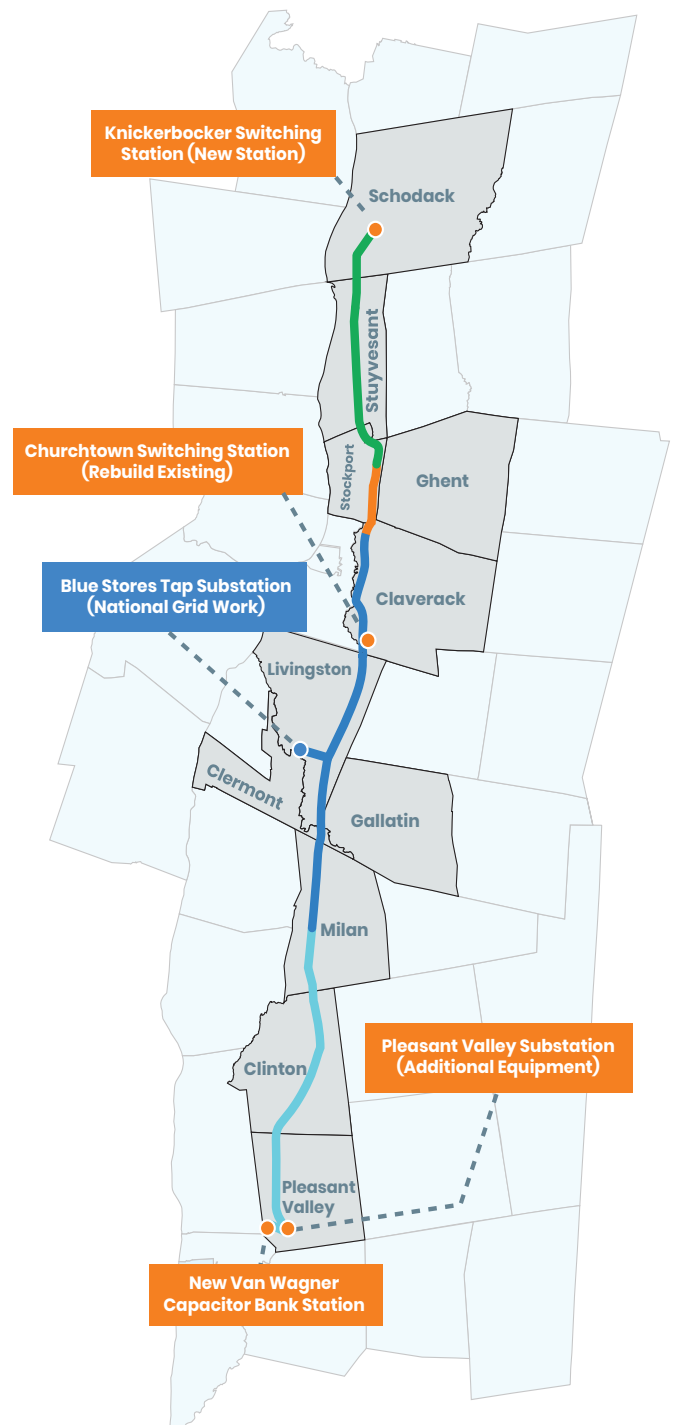 Knickerbocker Switching
Station (New Station)
Schodack
Stuyvesant
Churchtown Switching Station
(Rebuild Existing)
Stockport
Ghent
Blue Stores Tap Substation
(National Grid Work)
Claverack
Livingston
Clermont
Gallatin
Milan
Pleasant Valley Substation
(Additional Equipment)
Clinton
Pleasant
Valley
New Van Wagner
Capacitor Bank Station